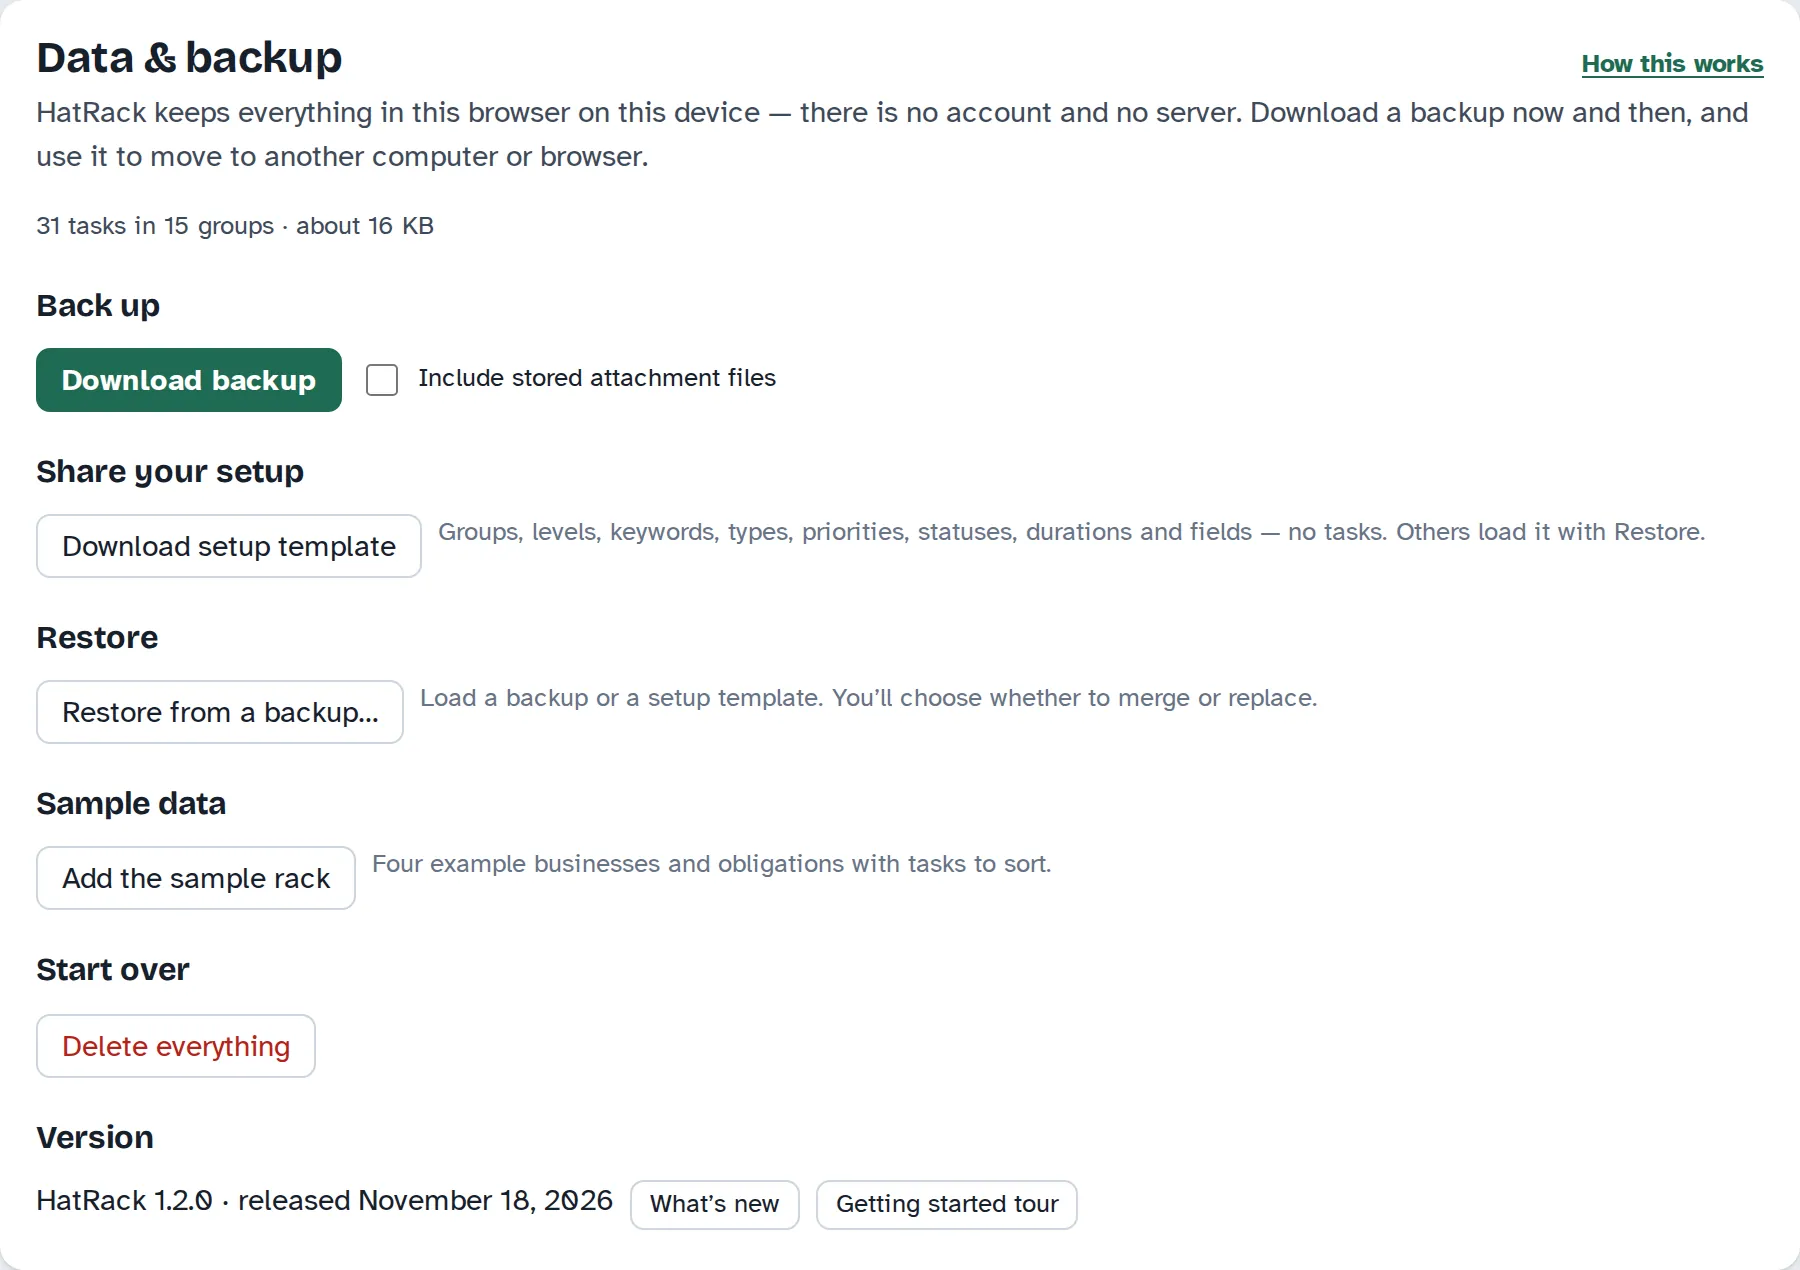 Data & backup
How this works
HatRack keeps everything in this browser on this device — there is no account and no server. Download a backup now and then, and
use it to move to another computer or browser.
31 tasks in 15 groups · about 16 KB
Back up
Download backup
Include stored attachment files
Share your setup
Download setup template
Groups, levels, keywords, types, priorities, statuses, durations and fields — no tasks. Others load it with Restore.
Restore
Restore from a backup...
Load a backup or a setup template. You’ll choose whether to merge or replace.
Sample data
Add the sample rack
Four example businesses and obligations with tasks to sort.
Start over
Delete everything
Version
HatRack 1.2.0 · released November 18, 2026
What’s new
Getting started tour